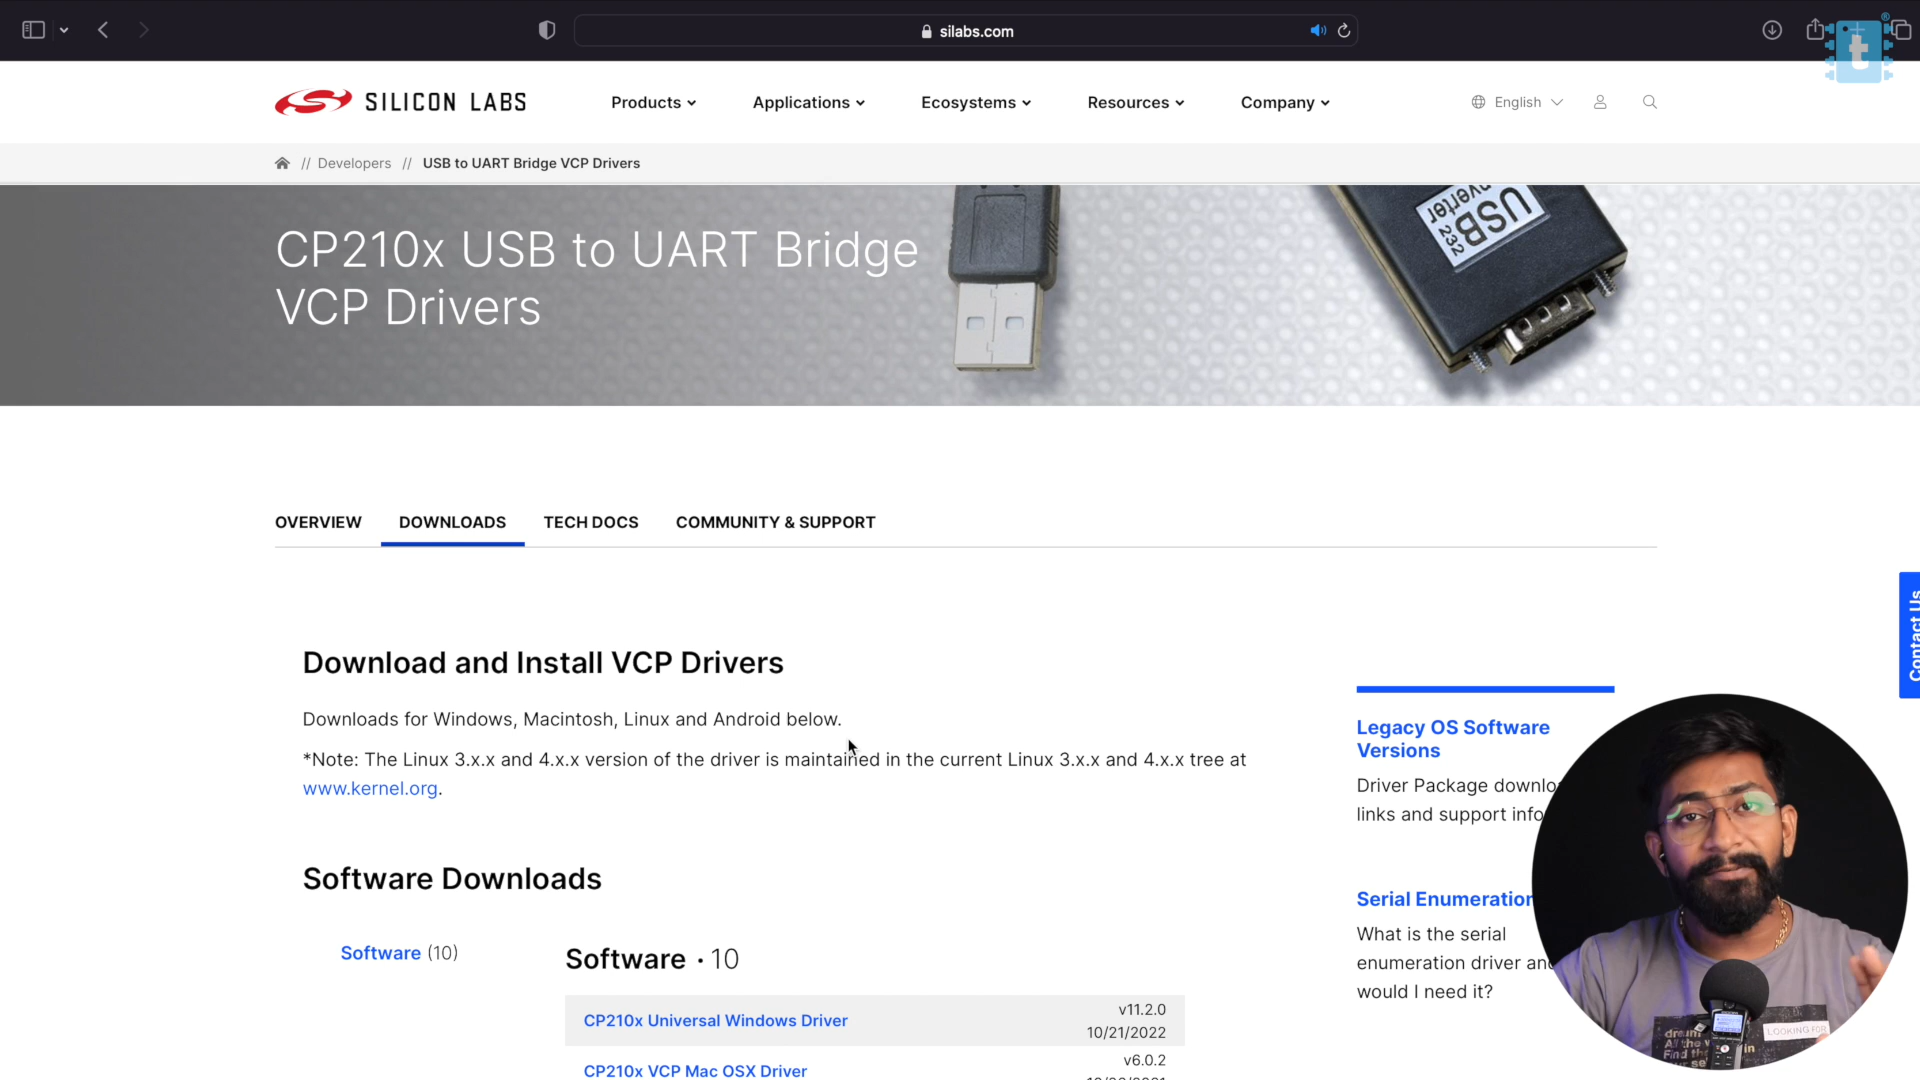 silabs.com
t
SILICON LABS
Products
Applications
Ecosystems
Resources
Company
English
// Developers // USB to UART Bridge VCP Drivers
CP210x USB to UART Bridge
VCP Drivers
USB
232
OVERVIEW
DOWNLOADS
TECH DOCS
COMMUNITY & SUPPORT
Contact Us
Download and Install VCP Drivers
Downloads for Windows, Macintosh, Linux and Android below.
*Note: The Linux 3.x.x and 4.x.x version of the driver is maintained in the current Linux 3.x.x and 4.x.x tree at
www.kernel.org.
Legacy OS Software
Versions
Driver Package downlo
links and support info
Software Downloads
Serial Enumeration
What is the serial
enumeration driver and
would I need it?
Software (10)
Software • 10
CP210x Universal Windows Driver
v11.2.0
10/21/2022
CP210x VCP Mac OSX Driver
v6.0.2
LOOKING FOR